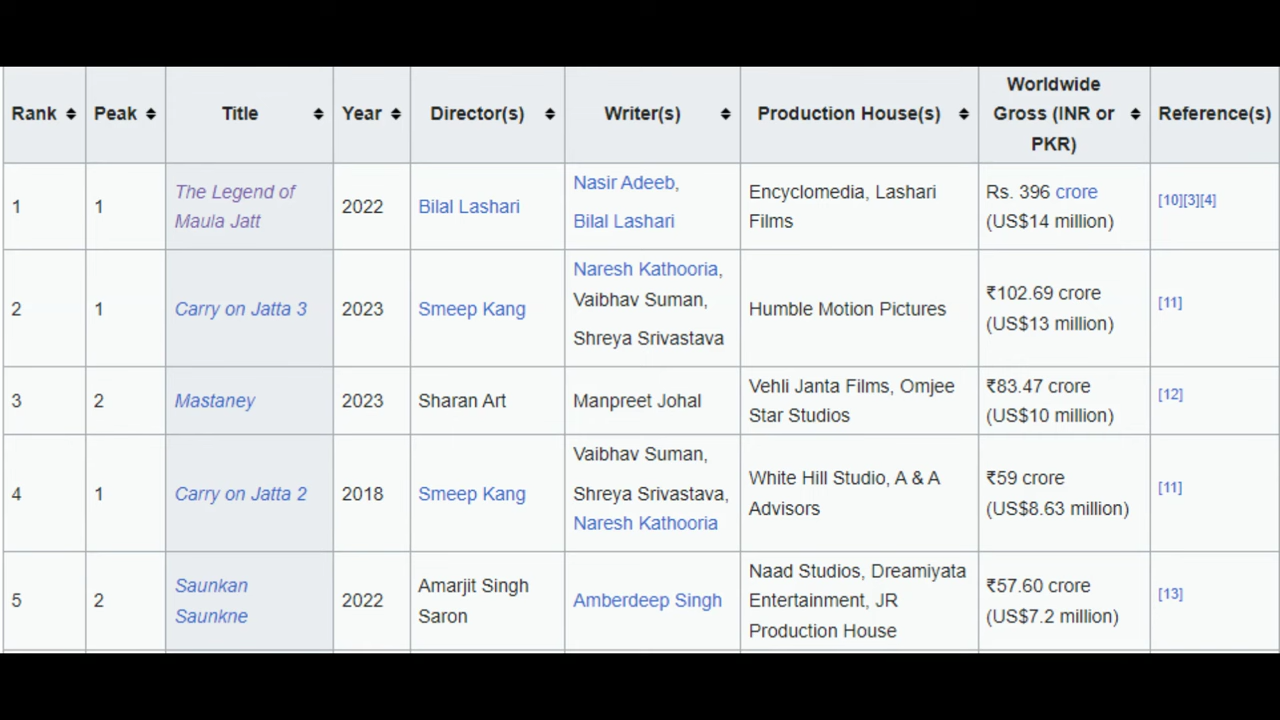 Rank Peak Title Year Director(s) Writer(s) Production House(s) Worldwide Gross (INR or PKR) Reference(s)
1 1 The Legend of Maula Jatt 2022 Bilal Lashari Nasir Adeeb, Bilal Lashari Encyclomedia, Lashari Films Rs. 396 crore (US$14 million) [10][3][4]
2 1 Carry on Jatta 3 2023 Smeep Kang Naresh Kathooria, Vaibhav Suman, Shreya Srivastava Humble Motion Pictures ₹102.69 crore (US$13 million) [11]
3 2 Mastaney 2023 Sharan Art Manpreet Johal Vehli Janta Films, Omjee Star Studios ₹83.47 crore (US$10 million) [12]
4 1 Carry on Jatta 2 2018 Smeep Kang Vaibhav Suman, Shreya Srivastava, Naresh Kathooria White Hill Studio, A & A Advisors ₹59 crore (US$8.63 million) [11]
5 2 Saunkan Saunkne 2022 Amarjit Singh Saron Amberdeep Singh Naad Studios, Dreamiyata Entertainment, JR Production House ₹57.60 crore (US$7.2 million) [13]